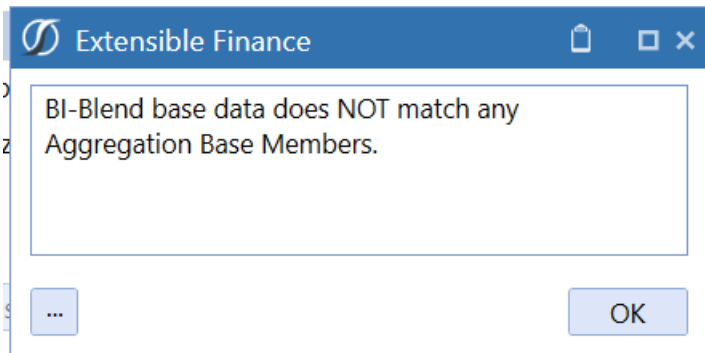 Extensible Finance
BI-Blend base data does NOT match any
Aggregation Base Members.
...
OK